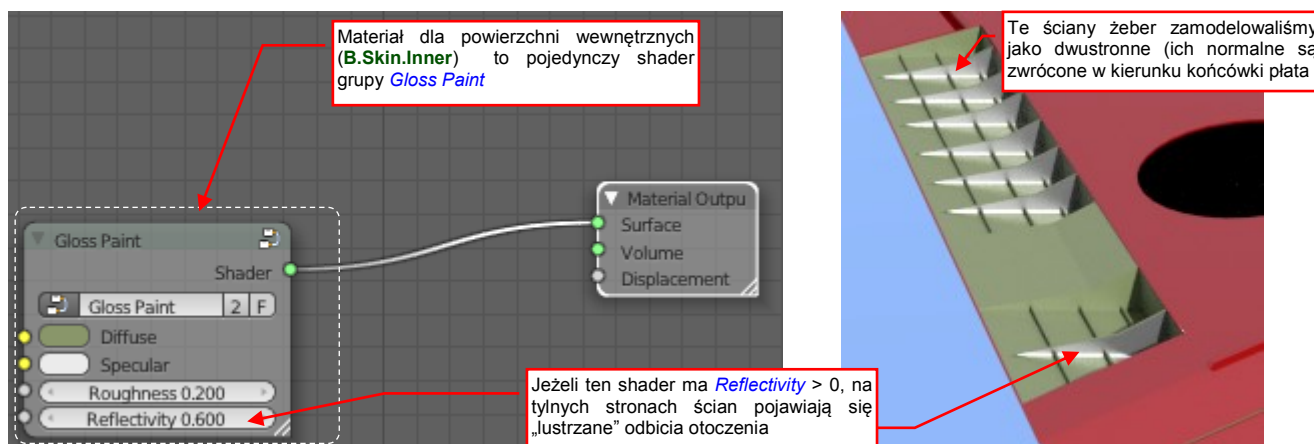 Materiał dla powierzchni wewnętrznych
(B.Skin.Inner) to pojedynczy shader
grupy Gloss Paint
Te ściany żeber zamodelowaliśmy
jako dwustronne (ich normalne są
zwrócone w kierunku końcówki płata
Material Outpu
Surface
Volume
Displacement
Gloss Paint
Shader
Gloss Paint 2 F
Diffuse
Specular
Roughness 0.200
Reflectivity 0.600
Jeżeli ten shader ma Reflectivity > 0, na
tylnych stronach ścian pojawiają się
„lustrzane” odbicia otoczenia